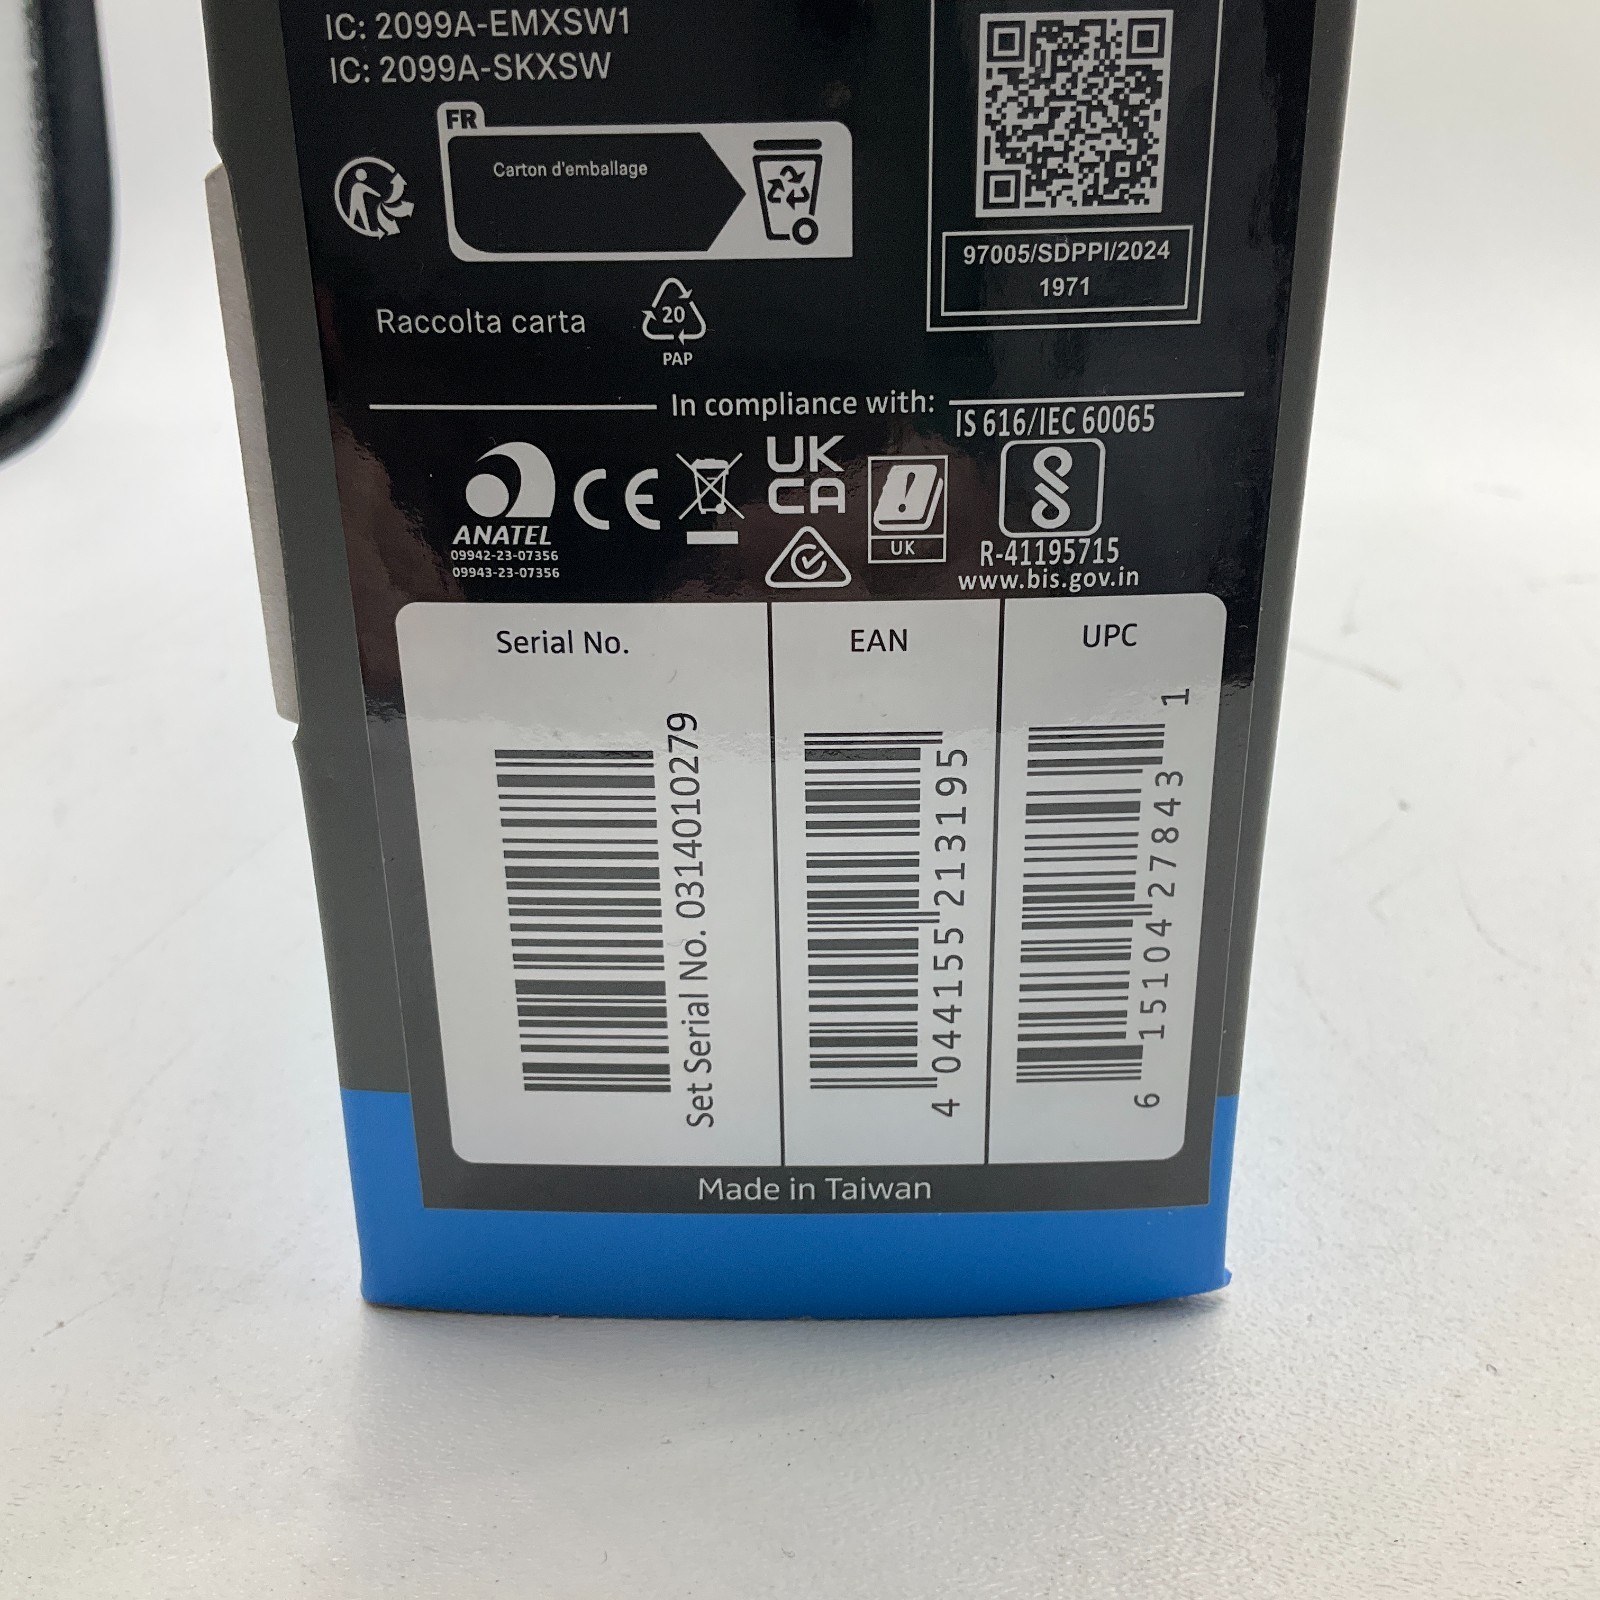 IC: 2099A-EMXSW1
IC: 2099A-SKXSW
FR
Carton d'emballage
97005/SDPPI/2024
1971
Raccolta carta
20
PAP
In compliance with:
IS 616/IEC 60065
ANATEL
09942-23-07356
09943-23-07356
CE
UK
CA
UK
R-41195715
www.bis.gov.in
Serial No.
EAN
UPC
Set Serial No. 0314010279
4 044155 213195
6 15104 27843 1
Made in Taiwan